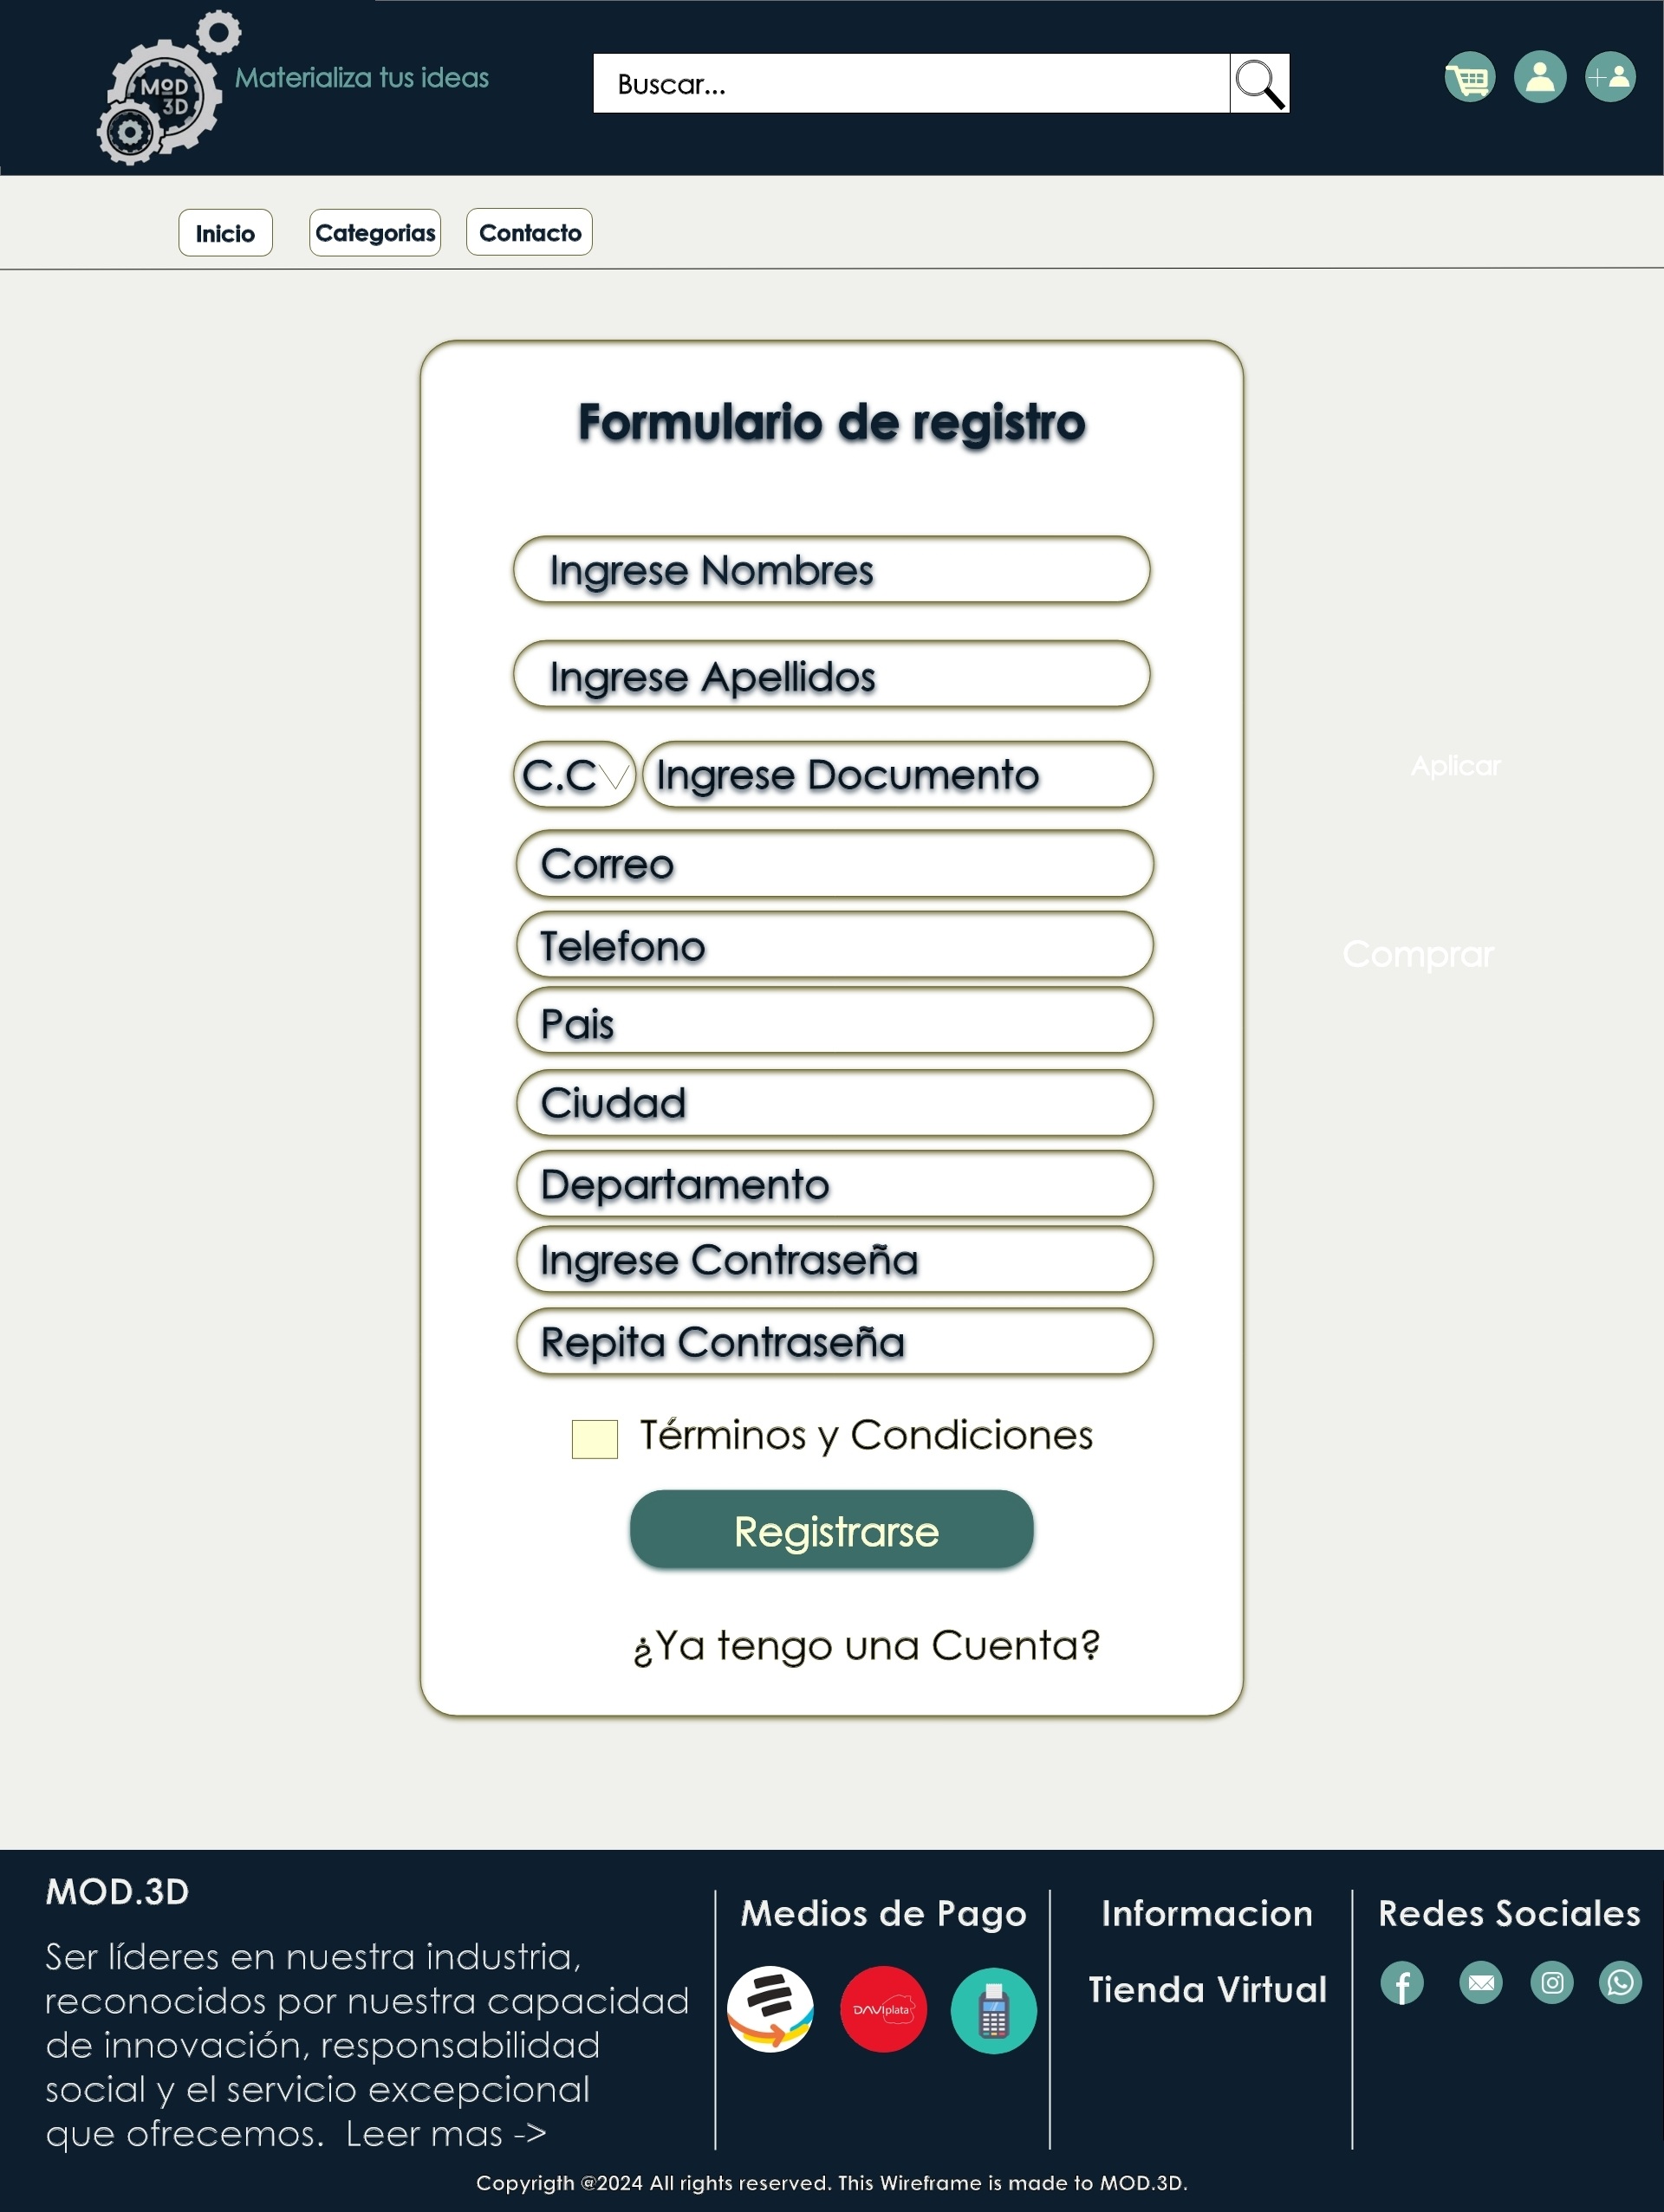 MOD
3D
Materializa tus ideas
Buscar...
Inicio
Categorias
Contacto
Formulario de registro
Ingrese Nombres
Ingrese Apellidos
C.C
Ingrese Documento
Aplicar
Correo
Telefono
Comprar
Pais
Ciudad
Departamento
Ingrese Contraseña
Repita Contraseña
Términos y Condiciones
Registrarse
¿Ya tengo una Cuenta?
MOD.3D
Ser líderes en nuestra industria,
reconocidos por nuestra capacidad
de innovación, responsabilidad
social y el servicio excepcional
que ofrecemos.  Leer mas ->
Medios de Pago
DAVIplata
Informacion
Tienda Virtual
Redes Sociales
Copyrigth @2024 All rights reserved. This Wireframe is made to MOD.3D.